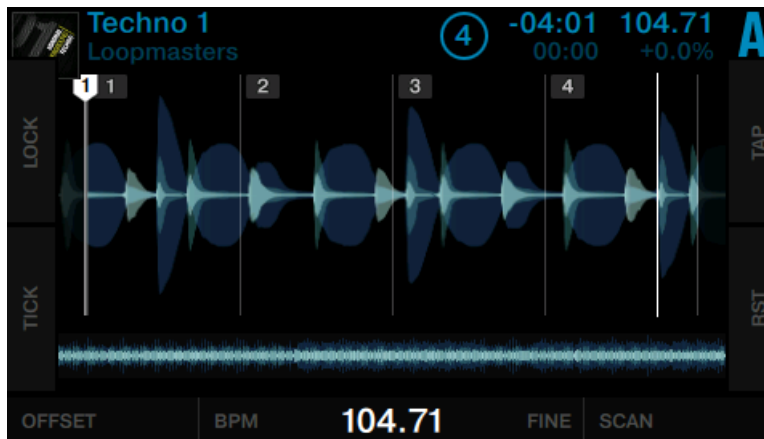 Techno 1
Loopmasters
4
-04:01
00:00
104.71
+0.0%
A
1 1 2 3 4
LOCK
TAP
TICK
RST
OFFSET BPM 104.71 FINE SCAN